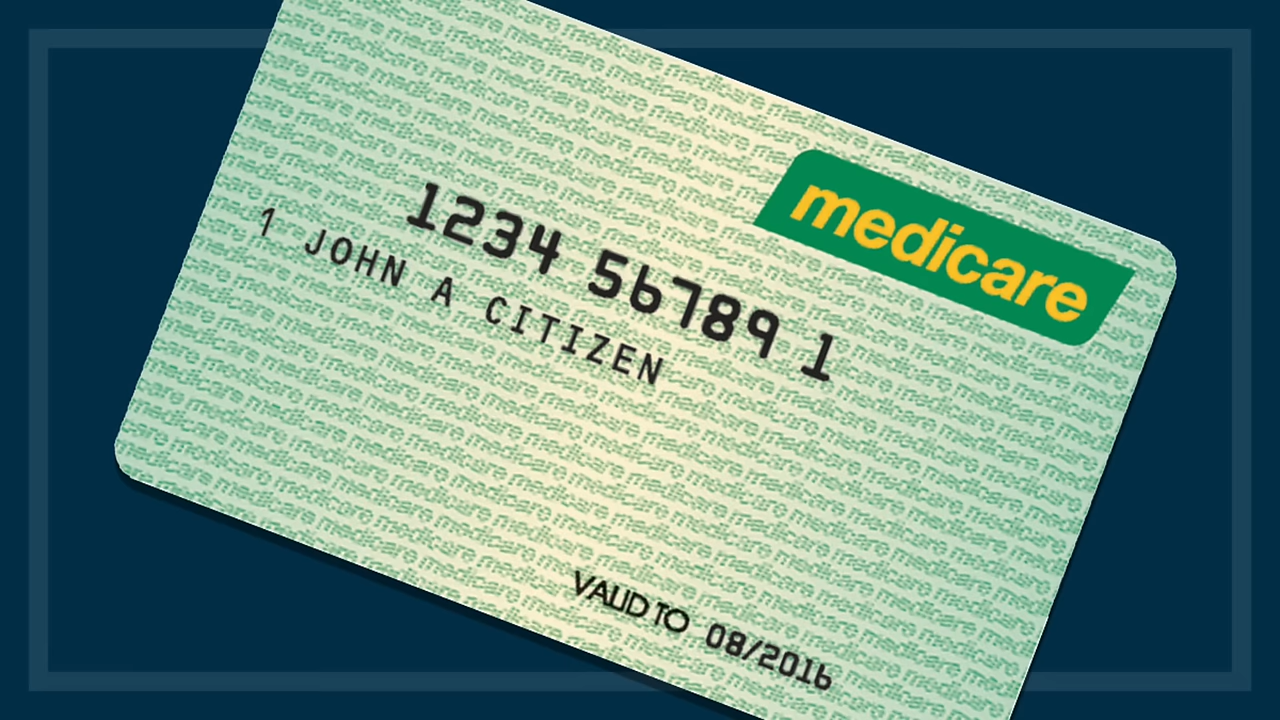 medicare
1234 56789 1
1 JOHN A CITIZEN
VALID TO 08/2016